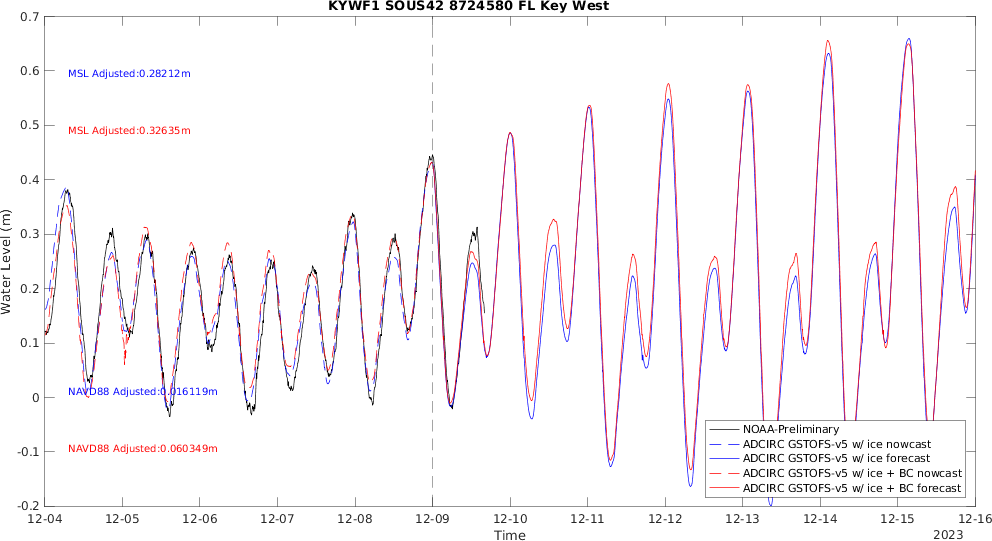 KYWF1 SOUS42 8724580 FL Key West
0.7
0.6
0.5
0.4
0.3
0.2
0.1
0
-0.1
-0.2
Water Level (m)
MSL Adjusted:0.28212m
MSL Adjusted:0.32635m
NAVD88 Adjusted:0.016119m
NAVD88 Adjusted:0.060349m
NOAA-Preliminary
ADCIRC GSTOFS-v5 w/ ice nowcast
ADCIRC GSTOFS-v5 w/ ice forecast
ADCIRC GSTOFS-v5 w/ ice + BC nowcast
ADCIRC GSTOFS-v5 w/ ice + BC forecast
12-04 12-05 12-06 12-07 12-08 12-09 12-10 12-11 12-12 12-13 12-14 12-15 12-16
Time
2023